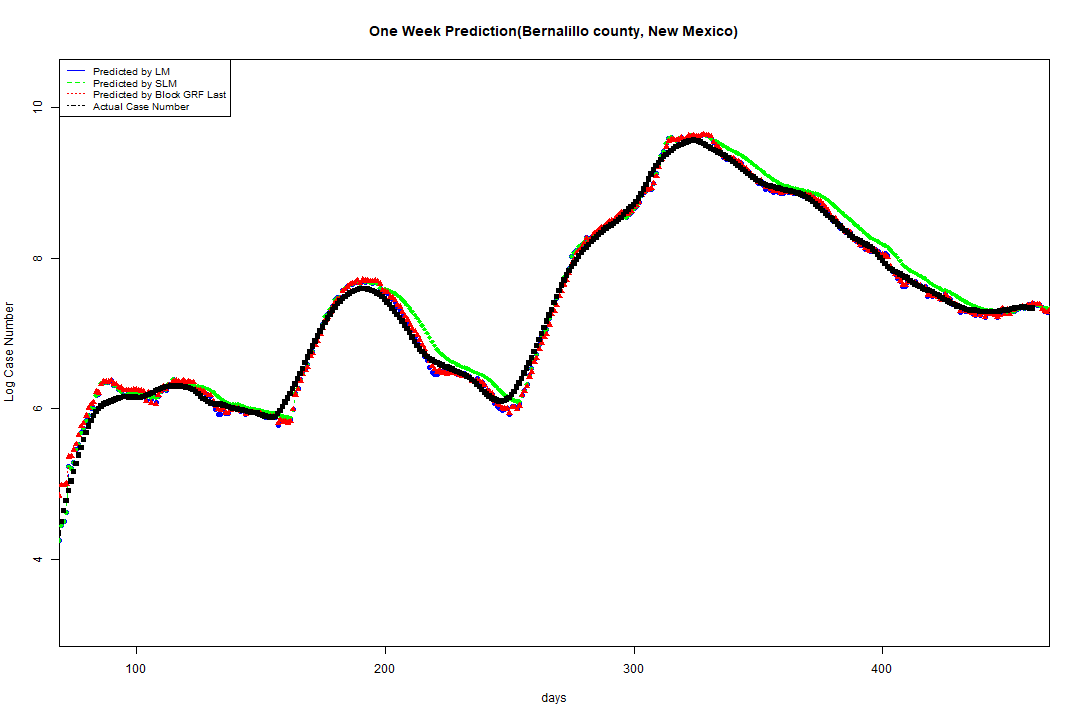 One Week Prediction(Bernalillo county, New Mexico)
Predicted by LM
Predicted by SLM
Predicted by Block GRF Last
Actual Case Number
10
8
6
4
Log Case Number
100 200 300 400
days